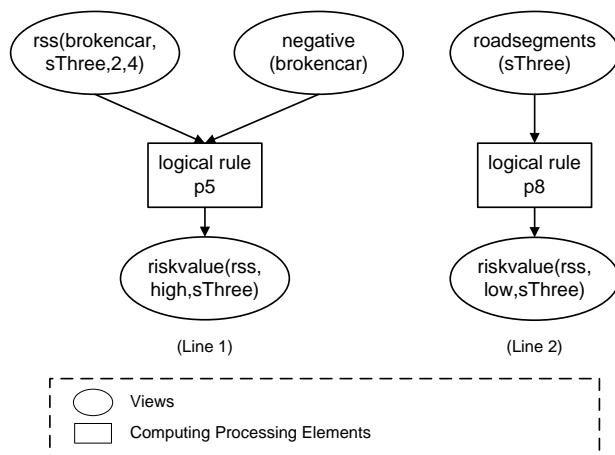 rss(brokencar,
sThree,2,4)
negative
(brokencar)
roadsegments
(sThree)
logical rule
p5
logical rule
p8
riskvalue(rss,
high,sThree)
riskvalue(rss,
low,sThree)
(Line 1)
(Line 2)
Views
Computing Processing Elements